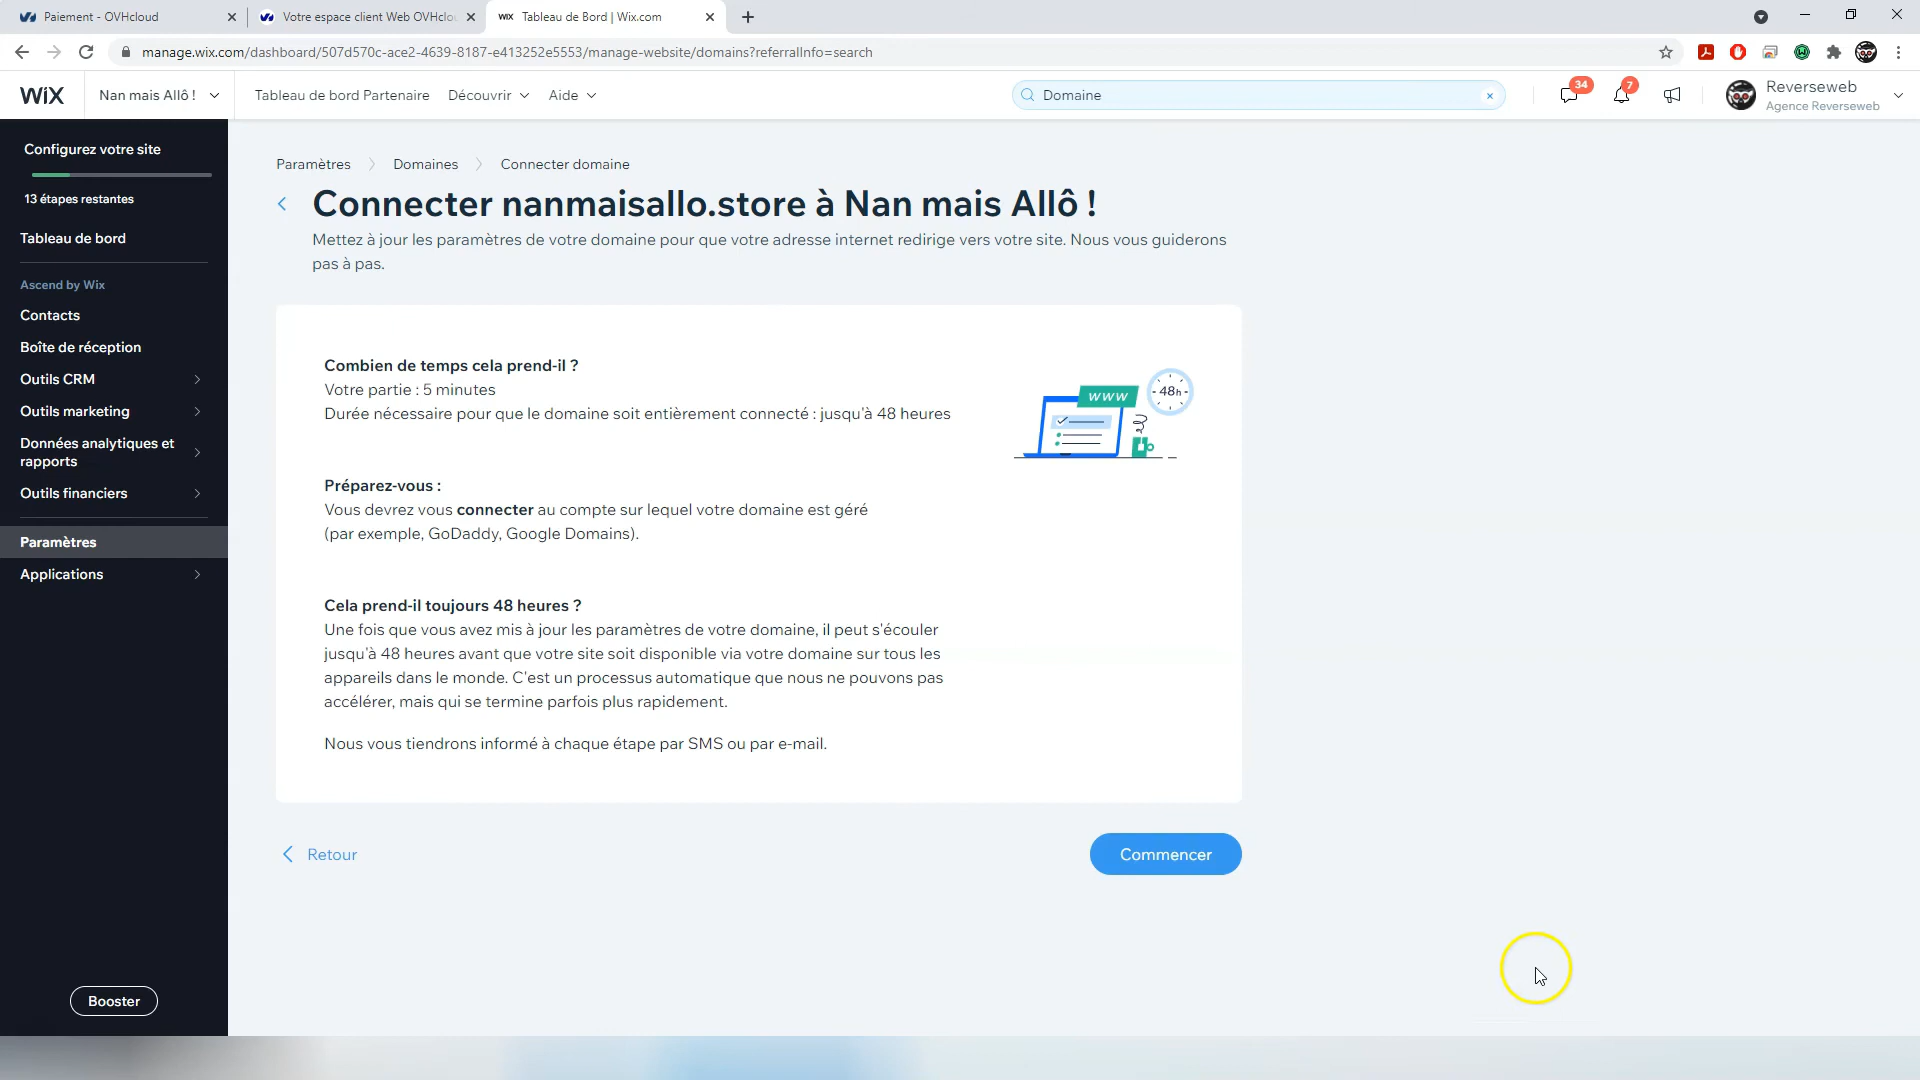 Paiement - OVHcloud
Votre espace client Web OVHclou
WiX Tableau de Bord | Wix.com
manage.wix.com/dashboard/507d570c-ace2-4639-8187-e413252e5553/manage-website/domains?referralInfo=search
WiX
Nan mais Allô !
Tableau de bord Partenaire
Découvrir
Aide
Domaine
34
7
Reverseweb
Agence Reverseweb
Configurez votre site
13 étapes restantes
Tableau de bord
Ascend by Wix
Contacts
Boîte de réception
Outils CRM
Outils marketing
Données analytiques et
rapports
Outils financiers
Paramètres
Applications
Booster
Paramètres
Domaines
Connecter domaine
Connecter nanmaisallo.store à Nan mais Allô !
Mettez à jour les paramètres de votre domaine pour que votre adresse internet redirige vers votre site. Nous vous guiderons
pas à pas.
Combien de temps cela prend-il ?
Votre partie : 5 minutes
Durée nécessaire pour que le domaine soit entièrement connecté : jusqu'à 48 heures
www
48h
Préparez-vous :
Vous devrez vous connecter au compte sur lequel votre domaine est géré
(par exemple, GoDaddy, Google Domains).
Cela prend-il toujours 48 heures ?
Une fois que vous avez mis à jour les paramètres de votre domaine, il peut s'écouler
jusqu'à 48 heures avant que votre site soit disponible via votre domaine sur tous les
appareils dans le monde. C'est un processus automatique que nous ne pouvons pas
accélérer, mais qui se termine parfois plus rapidement.
Nous vous tiendrons informé à chaque étape par SMS ou par e-mail.
Retour
Commencer